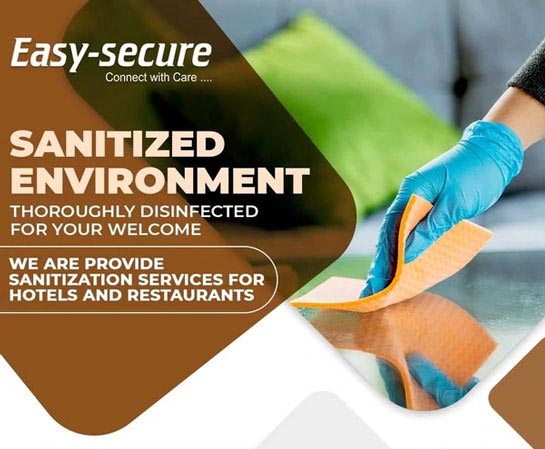 Easy-secure
Connect with Care ....
SANITIZED
ENVIRONMENT
THOROUGHLY DISINFECTED
FOR YOUR WELCOME
WE ARE PROVIDE
SANITIZATION SERVICES FOR
HOTELS AND RESTAURANTS